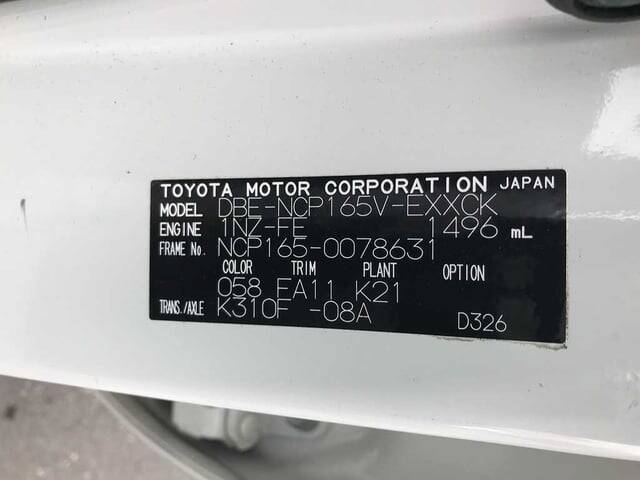 TOYOTA MOTOR CORPORATION JAPAN
MODEL DBE-NCP165V-EXXCK
ENGINE 1NZ-FE 1496 mL
FRAME No. NCP165-0078631
COLOR TRIM PLANT OPTION
058 FA11 K21
TRANS./AXLE K310F -08A D326